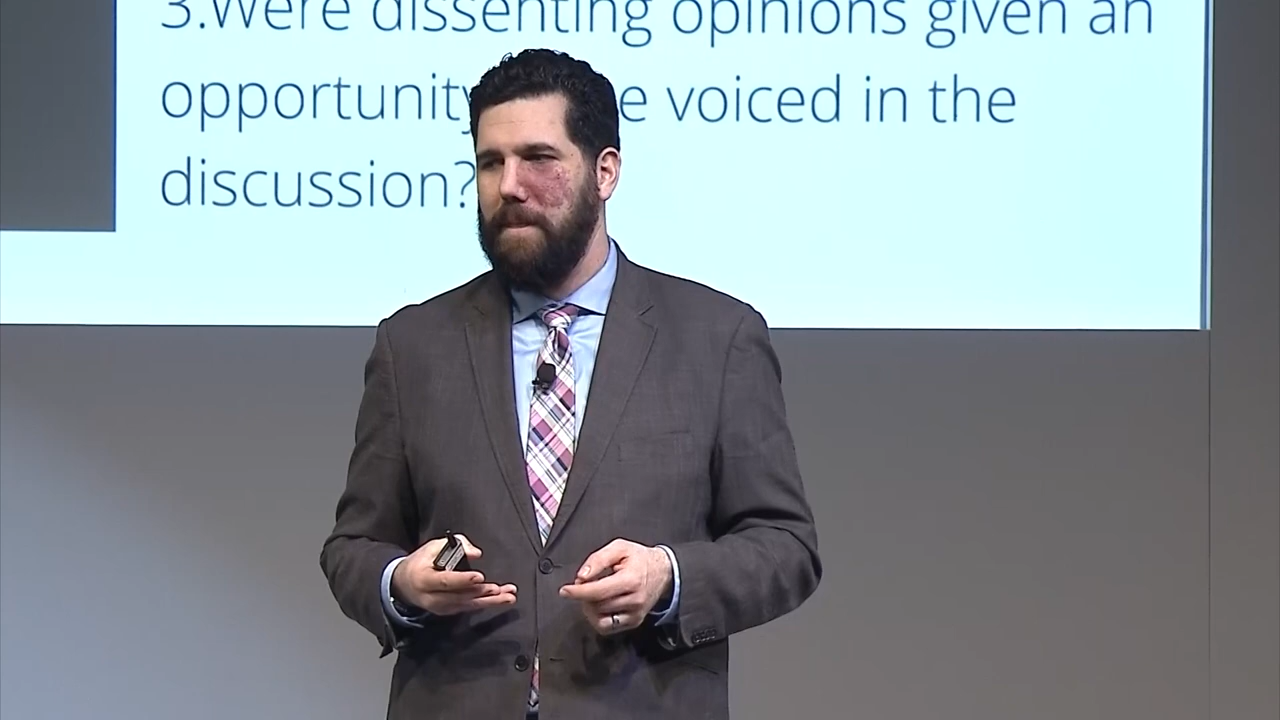 3.Were dissenting opinions given an
opportunity e voiced in the
discussion?